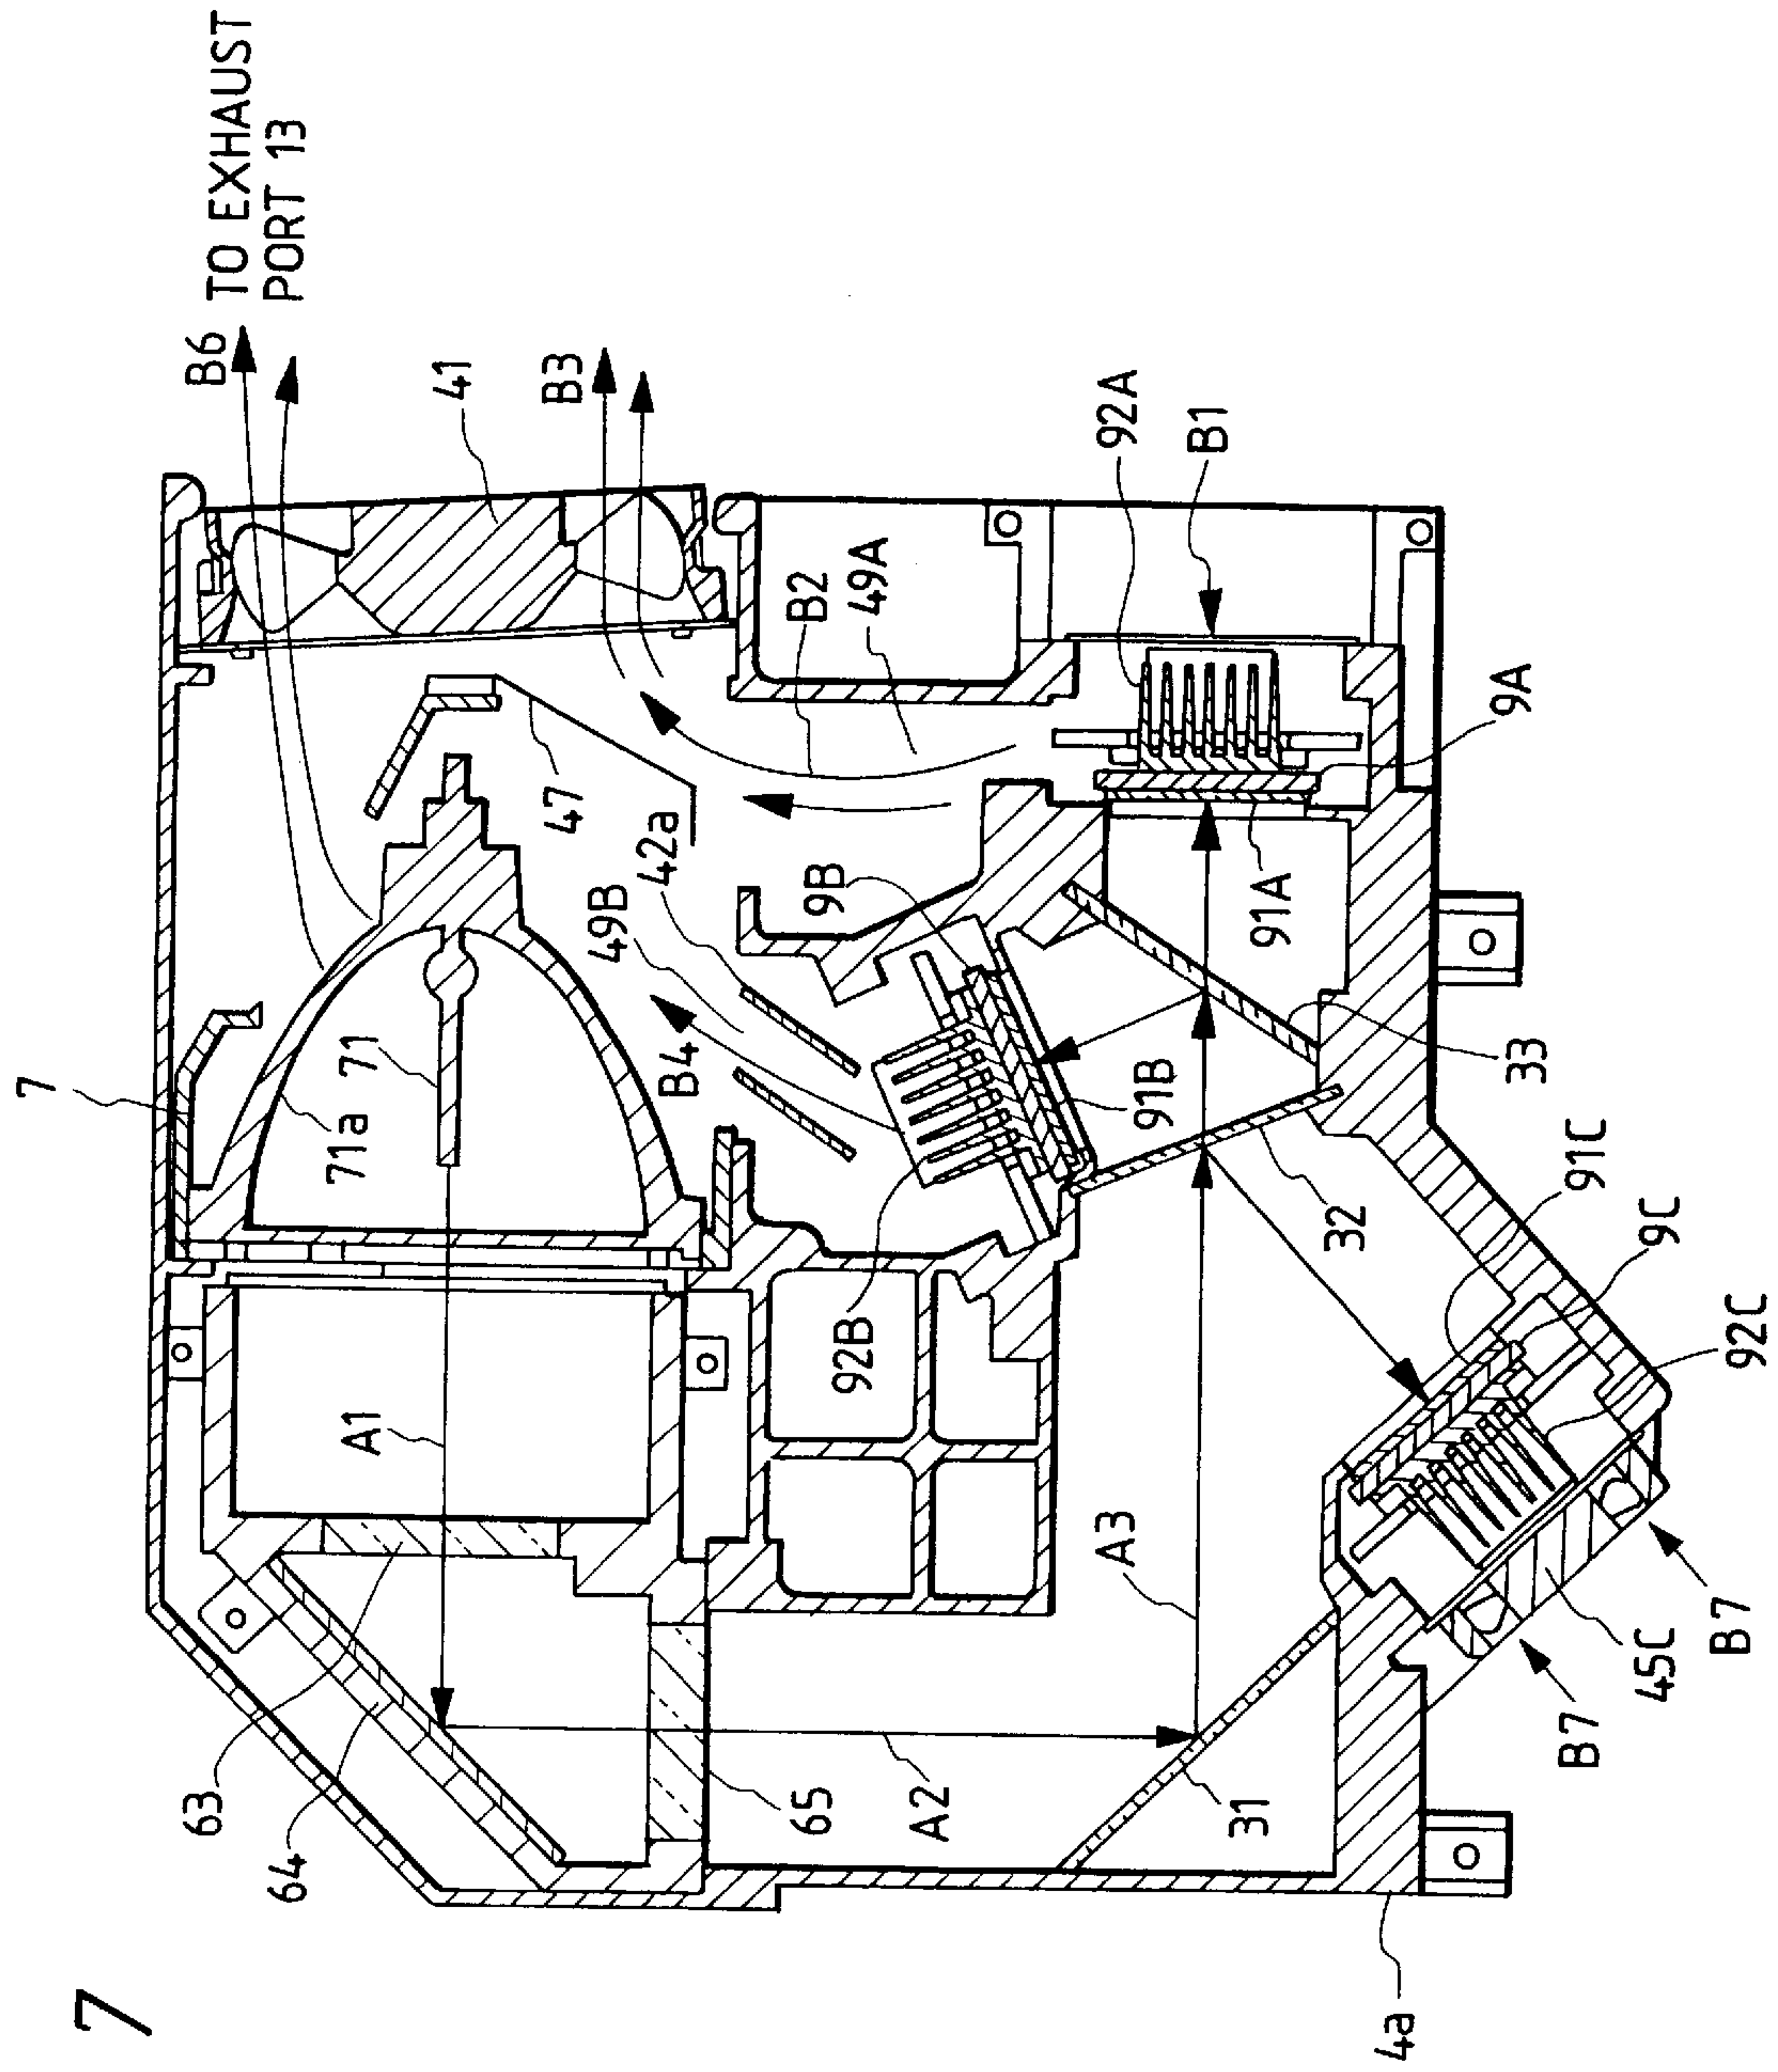 7
B6 TO EXHAUST
PORT 13
41
B3
92A
B1
B2
49A
9A
47
42a
49B
9B
91A
7
71
71a
B4
91B
33
32
91C
9C
92C
92B
A1
A3
63
64
65
A2
31
45C
B7
B7
4a